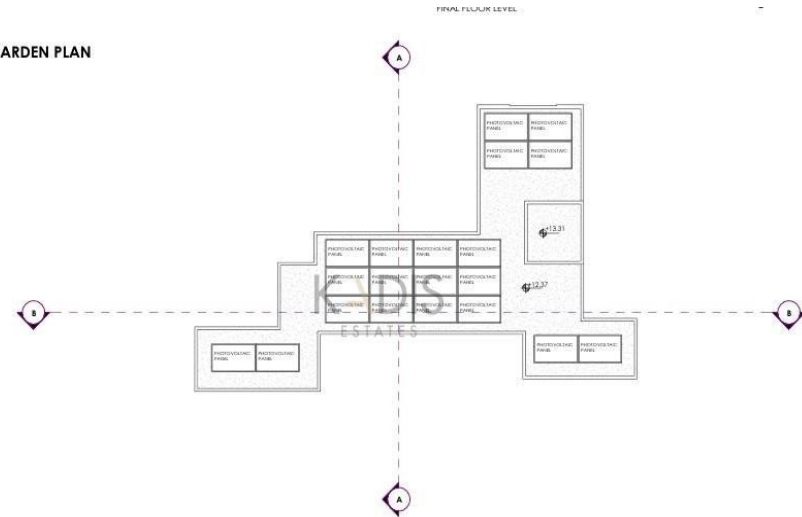 FINAL FLOOR LEVEL
-
ARDEN PLAN
A
PHOTOVOLTAIC PHOTOVOLTAIC
PANEL PANEL
PHOTOVOLTAIC PHOTOVOLTAIC
PANEL PANEL
+13.31
PHOTOVOLTAIC PHOTOVOLTAIC PHOTOVOLTAIC PHOTOVOLTAIC
PANEL PANEL PANEL PANEL
PHOTOVOLTAIC PHOTOVOLTAIC PHOTOVOLTAIC PHOTOVOLTAIC
PANEL PANEL PANEL PANEL
+12.37
KADIS
PHOTOVOLTAIC PHOTOVOLTAIC PHOTOVOLTAIC PHOTOVOLTAIC
PANEL PANEL PANEL PANEL
B B
ESTATES
PHOTOVOLTAIC PHOTOVOLTAIC PHOTOVOLTAIC PHOTOVOLTAIC
PANEL PANEL PANEL PANEL
A